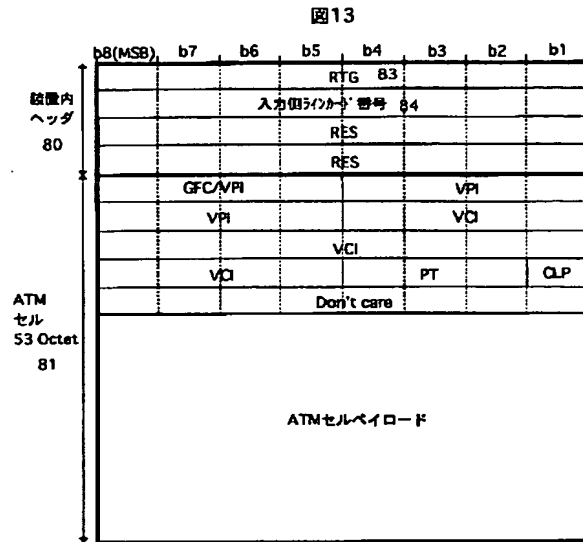 図13
b8(MSB) b7 b6 b5 b4 b3 b2 b1
RTG 83
入力側ラインカード番号 84
RES
RES
装置内
ヘッダ
80
GFC/VPI VPI
VPI VCI
VCI
VCI PT CLP
Don't care
ATM
セル
53 Octet
81
ATMセルペイロード